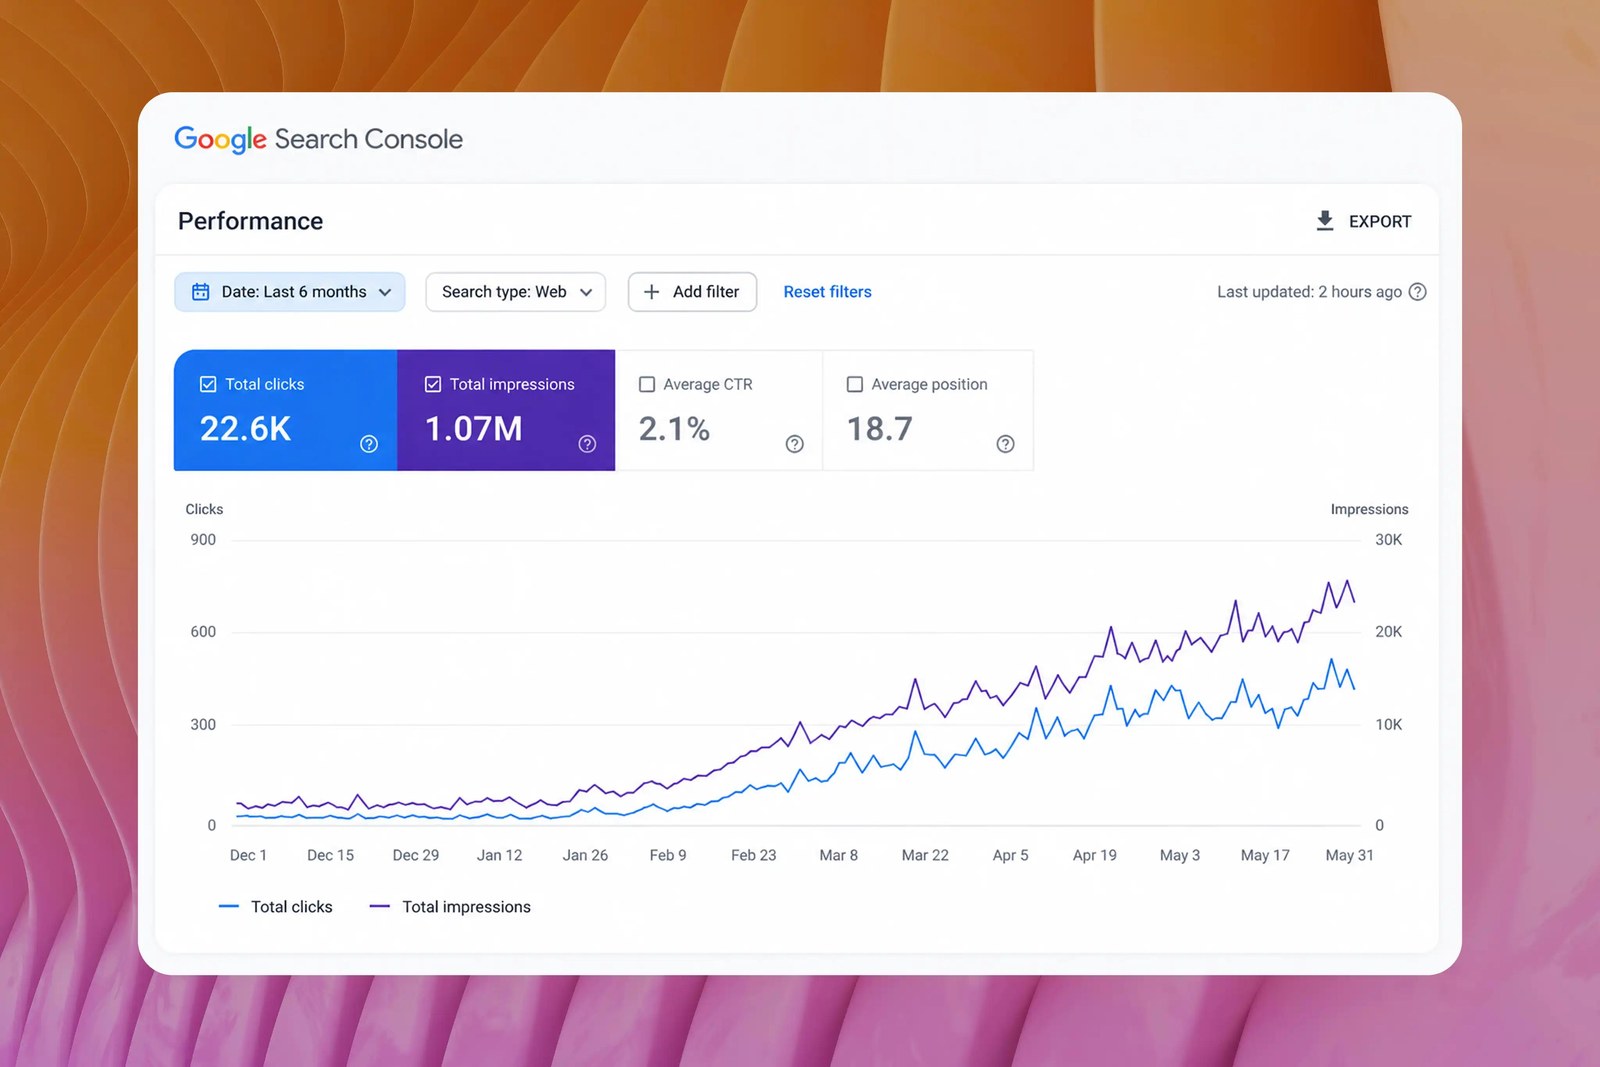 Google Search Console
Performance
EXPORT
Date: Last 6 months
Search type: Web
Add filter
Reset filters
Last updated: 2 hours ago
Total clicks
22.6K
Total impressions
1.07M
Average CTR
2.1%
Average position
18.7
Clicks
Impressions
900
30K
600
20K
300
10K
0
0
Dec 1 Dec 15 Dec 29 Jan 12 Jan 26 Feb 9 Feb 23 Mar 8 Mar 22 Apr 5 Apr 19 May 3 May 17 May 31
Total clicks Total impressions